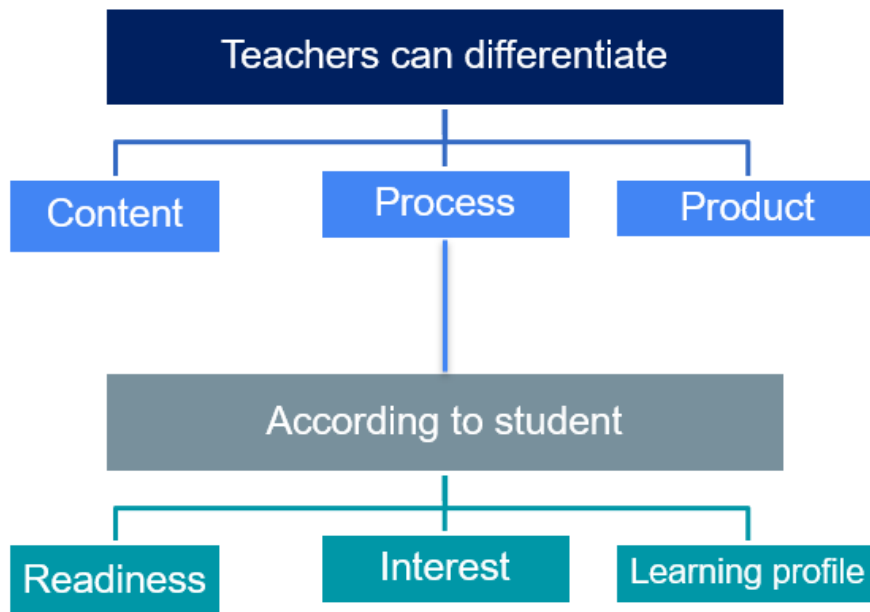 Teachers can differentiate
Content
Process
Product
According to student
Readiness
Interest
Learning profile